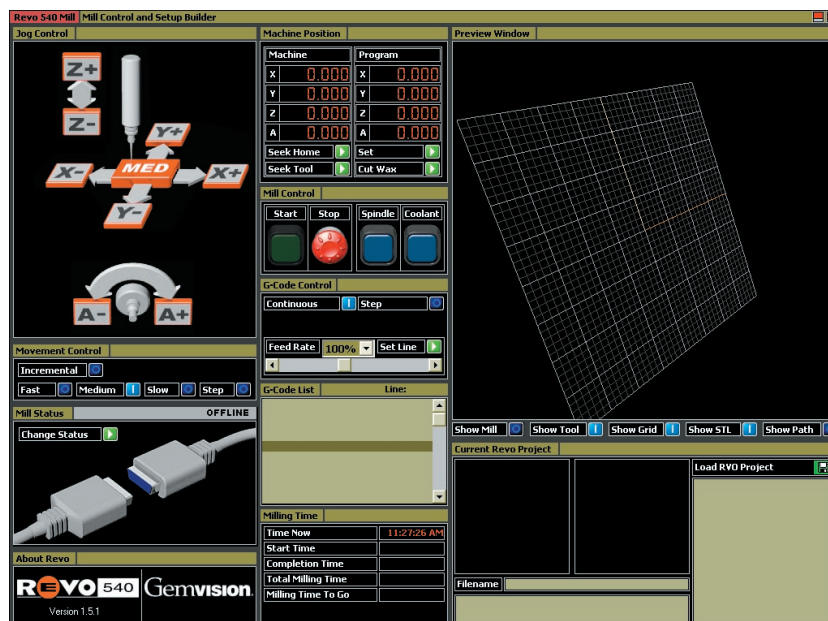 Revo 540 Mill Mill Control and Setup Builder
Jog Control
Z+
Z-
Y+
X-
MED
X+
Y-
A-
A+
Movement Control
Incremental
Fast Medium Slow Step
Mill Status OFFLINE
Change Status
About Revo
REVO 540 Gemvision.
Version 1.5.1
Machine Position
Machine Program
X 0.000 X 0.000
Y 0.000 Y 0.000
Z 0.000 Z 0.000
A 0.000 A 0.000
Seek Home Set
Seek Tool Cut Wax
Mill Control
Start Stop Spindle Coolant
G-Code Control
Continuous Step
Feed Rate 100% Set Line
G-Code List Line:
Milling Time
Time Now 11:27:26 AM
Start Time
Completion Time
Total Milling Time
Milling Time To Go
Preview Window
Show Mill Show Tool Show Grid Show STL Show Path
Current Revo Project
Load RVO Project
Filename